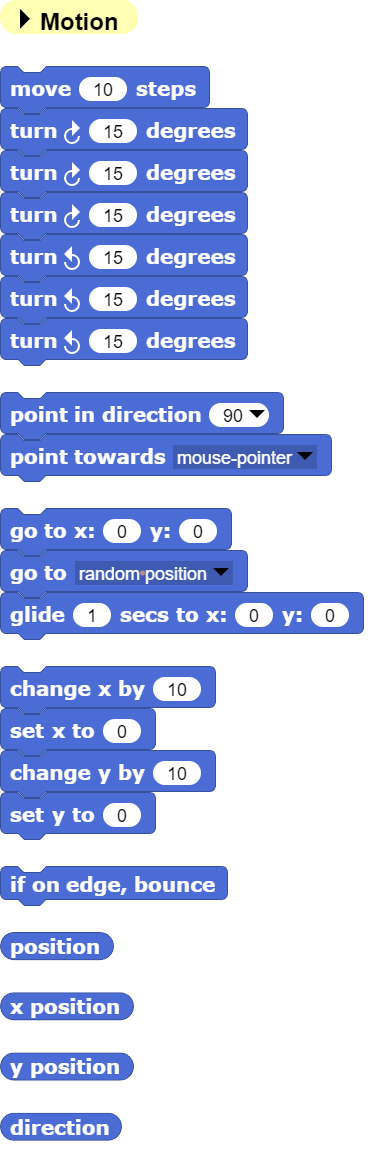 Motion
move 10 steps
turn 15 degrees
turn 15 degrees
turn 15 degrees
turn 15 degrees
turn 15 degrees
turn 15 degrees
point in direction 90
point towards mouse-pointer
go to x: 0 y: 0
go to random position
glide 1 secs to x: 0 y: 0
change x by 10
set x to 0
change y by 10
set y to 0
if on edge, bounce
position
x position
y position
direction